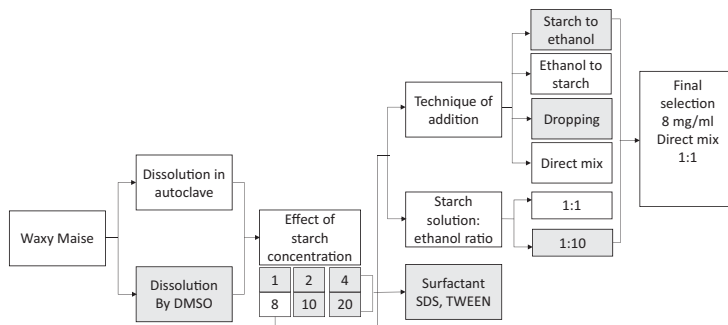 Waxy Maise
Dissolution in
autoclave
Dissolution
By DMSO
Effect of
starch
concentration
1 2 4
8 10 20
Technique of
addition
Starch
solution:
ethanol ratio
Surfactant
SDS, TWEEN
Starch to
ethanol
Ethanol to
starch
Dropping
Direct mix
1:1
1:10
Final
selection
8 mg/ml
Direct mix
1:1